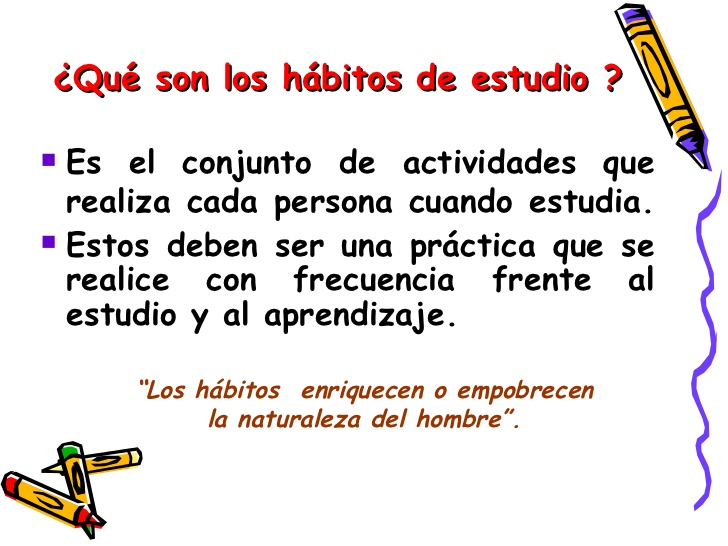 ¿Qué son los hábitos de estudio ?
Es el conjunto de actividades que
realiza cada persona cuando estudia.
Estos deben ser una práctica que se
realice con frecuencia frente al
estudio y al aprendizaje.
“Los hábitos enriquecen o empobrecen
la naturaleza del hombre”.